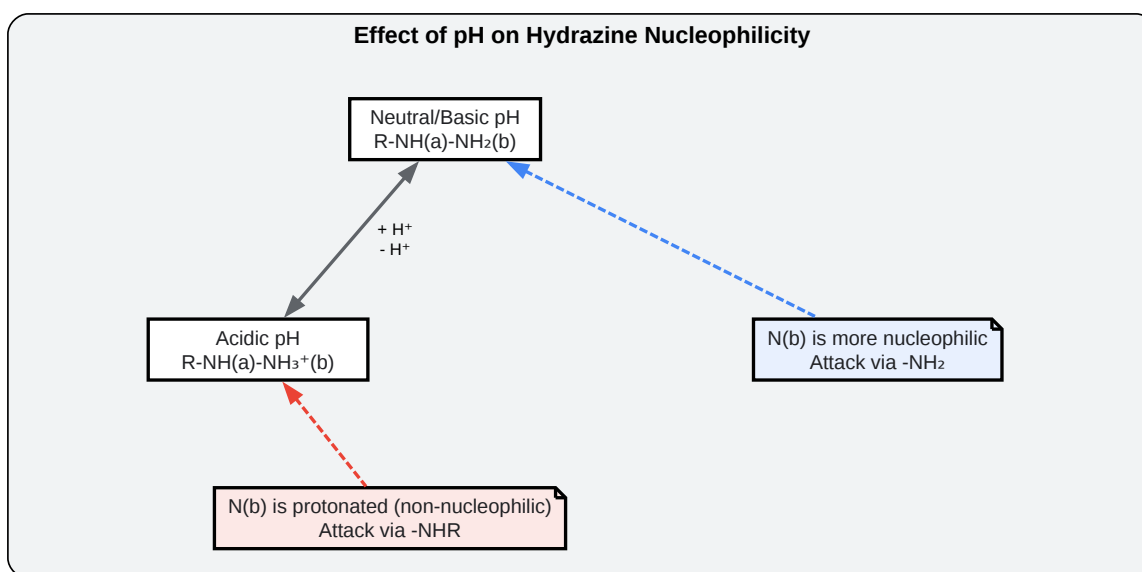 Effect of pH on Hydrazine Nucleophilicity
Neutral/Basic pH
R-NH(a)-NH₂(b)
+ H⁺
- H⁺
Acidic pH
R-NH(a)-NH₃⁺(b)
N(b) is more nucleophilic
Attack via -NH₂
N(b) is protonated (non-nucleophilic)
Attack via -NHR